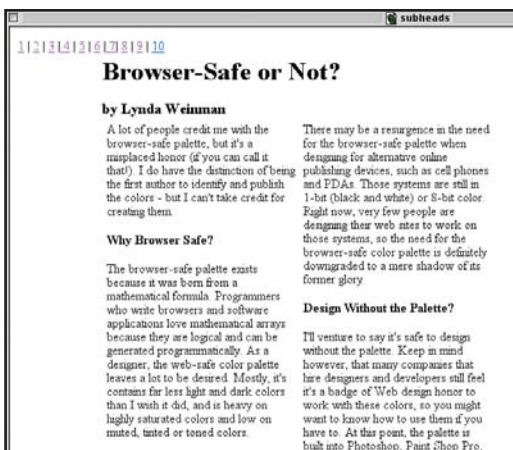 subheads
1 | 2 | 3 | 4 | 5 | 6 | 7 | 8 | 9 | 10
Browser-Safe or Not?
by Lynda Weinman
A lot of people credit me with the
browser-safe palette, but it's a
misplaced honor (if you can call it
that!). I do have the distinction of being
the first author to identify and publish
the colors - but I can't take credit for
creating them.
Why Browser Safe?
The browser-safe palette exists
because it was born from a
mathematical formula. Programmers
who write browsers and software
applications love mathematical arrays
because they are logical and can be
generated programmatically. As a
designer, the web-safe color palette
leaves a lot to be desired. Mostly, it's
contains far less light and dark colors
than I wish it did, and is heavy on
highly saturated colors and low on
muted, tinted or toned colors.
There may be a resurgence in the need
for the browser-safe palette when
designing for alternative online
publishing devices, such as cell phones
and PDAs. Those systems are still in
1-bit (black and white) or 8-bit color.
Right now, very few people are
designing their web sites to work on
those systems, so the need for the
browser-safe color palette is definitely
downgraded to a mere shadow of its
former glory.
Design Without the Palette?
I'll venture to say it's safe to design
without the palette. Keep in mind
however, that many companies that
hire designers and developers still feel
it's a badge of Web design honor to
work with these colors, so you might
want to know how to use them if you
have to. At this point, the palette is
built into Photoshop, Paint Shop Pro,